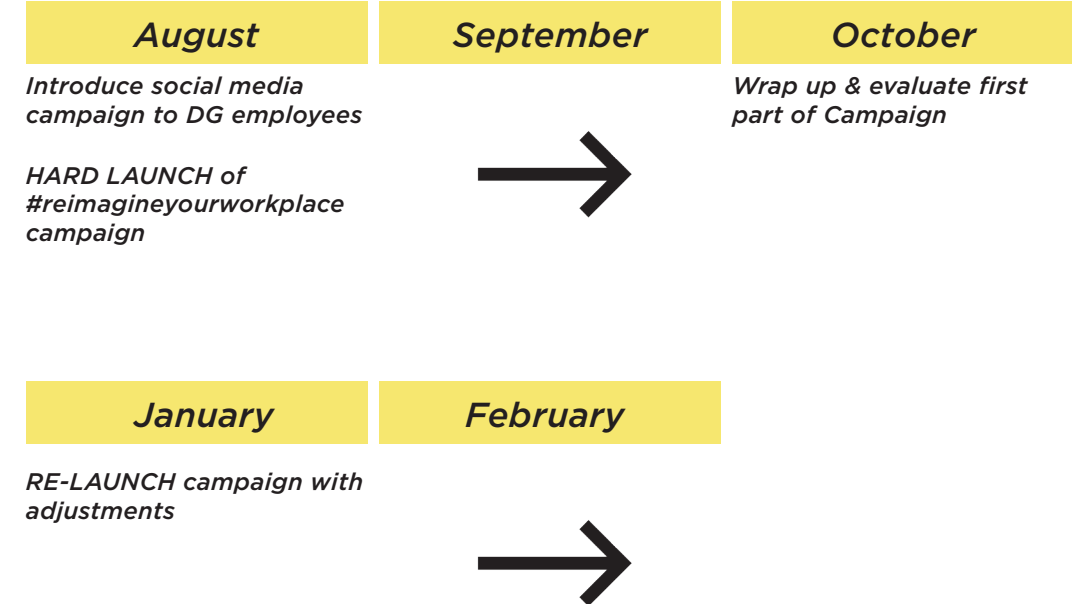 August
September
October
Introduce social media
campaign to DG employees
HARD LAUNCH of
#reimagineyourworkplace
campaign
Wrap up & evaluate first
part of Campaign
January
February
RE-LAUNCH campaign with
adjustments